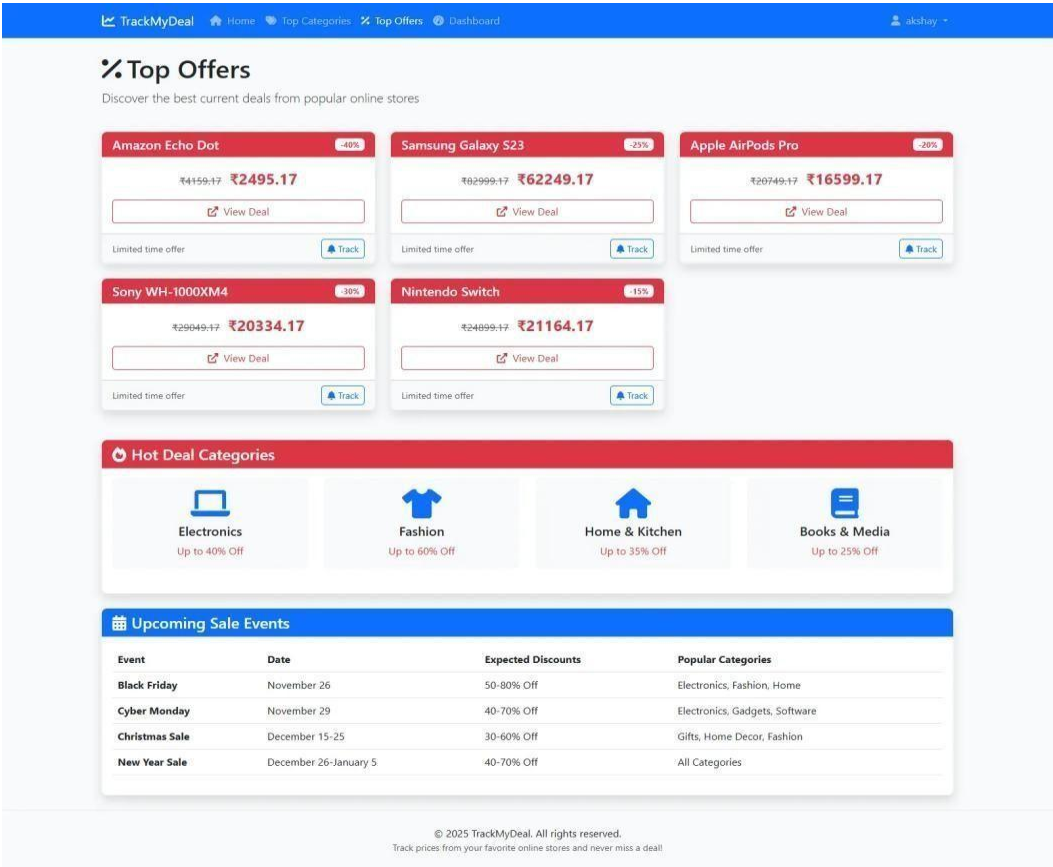 TrackMyDeal Home Top Categories Top Offers Dashboard akshay
Top Offers
Discover the best current deals from popular online stores
Amazon Echo Dot -40%
₹4159.17 ₹2495.17
View Deal
Limited time offer Track
Samsung Galaxy S23 -25%
₹82999.17 ₹62249.17
View Deal
Limited time offer Track
Apple AirPods Pro -20%
₹20749.17 ₹16599.17
View Deal
Limited time offer Track
Sony WH-1000XM4 -30%
₹29049.17 ₹20334.17
View Deal
Limited time offer Track
Nintendo Switch -15%
₹24899.17 ₹21164.17
View Deal
Limited time offer Track
Hot Deal Categories
Electronics
Up to 40% Off
Fashion
Up to 60% Off
Home & Kitchen
Up to 35% Off
Books & Media
Up to 25% Off
Upcoming Sale Events
Event Date Expected Discounts Popular Categories
Black Friday November 26 50-80% Off Electronics, Fashion, Home
Cyber Monday November 29 40-70% Off Electronics, Gadgets, Software
Christmas Sale December 15-25 30-60% Off Gifts, Home Decor, Fashion
New Year Sale December 26-January 5 40-70% Off All Categories
© 2025 TrackMyDeal. All rights reserved.
Track prices from your favorite online stores and never miss a deal!